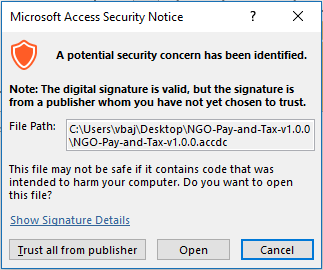 Microsoft Access Security Notice
A potential security concern has been identified.
Note: The digital signature is valid, but the signature is
from a publisher whom you have not yet chosen to trust.
File Path: C:\Users\vbaj\Desktop\NGO-Pay-and-Tax-v1.0.0
\NGO-Pay-and-Tax-v1.0.0.accdc
This file may not be safe if it contains code that was
intended to harm your computer. Do you want to open
this file?
Show Signature Details
Trust all from publisher Open Cancel